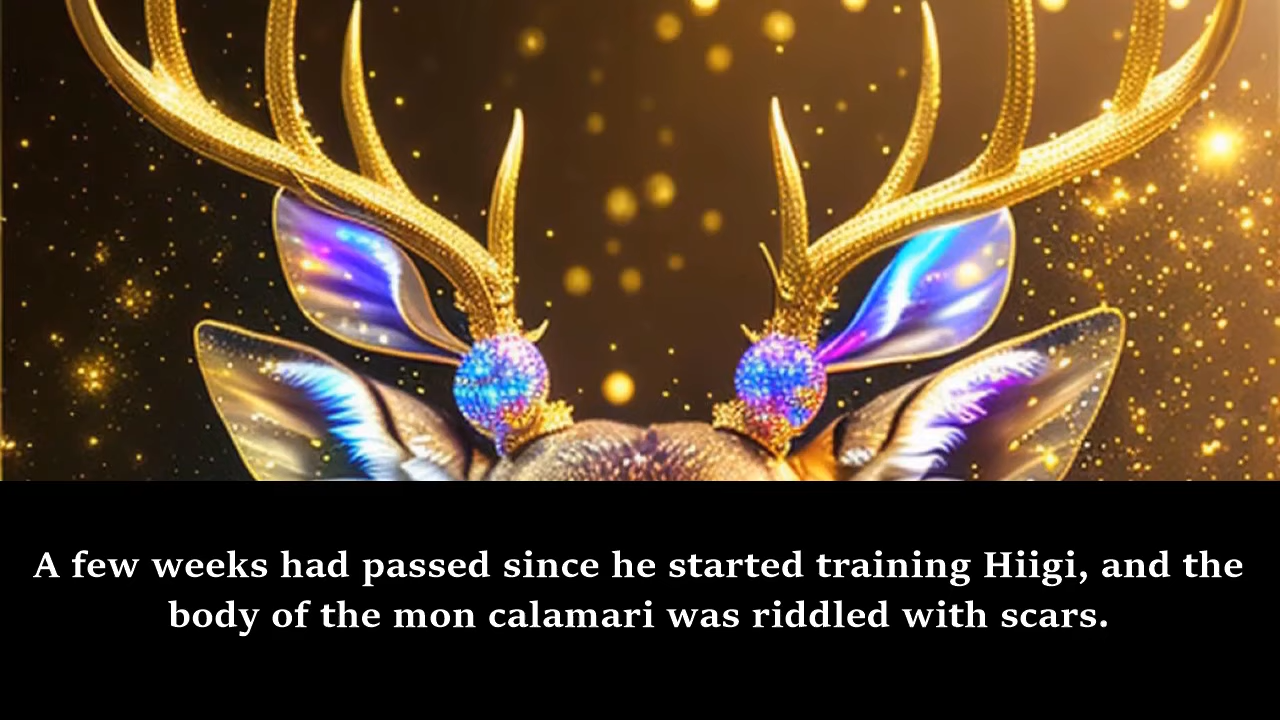 A few weeks had passed since he started training Hiigi, and the
body of the mon calamari was riddled with scars.